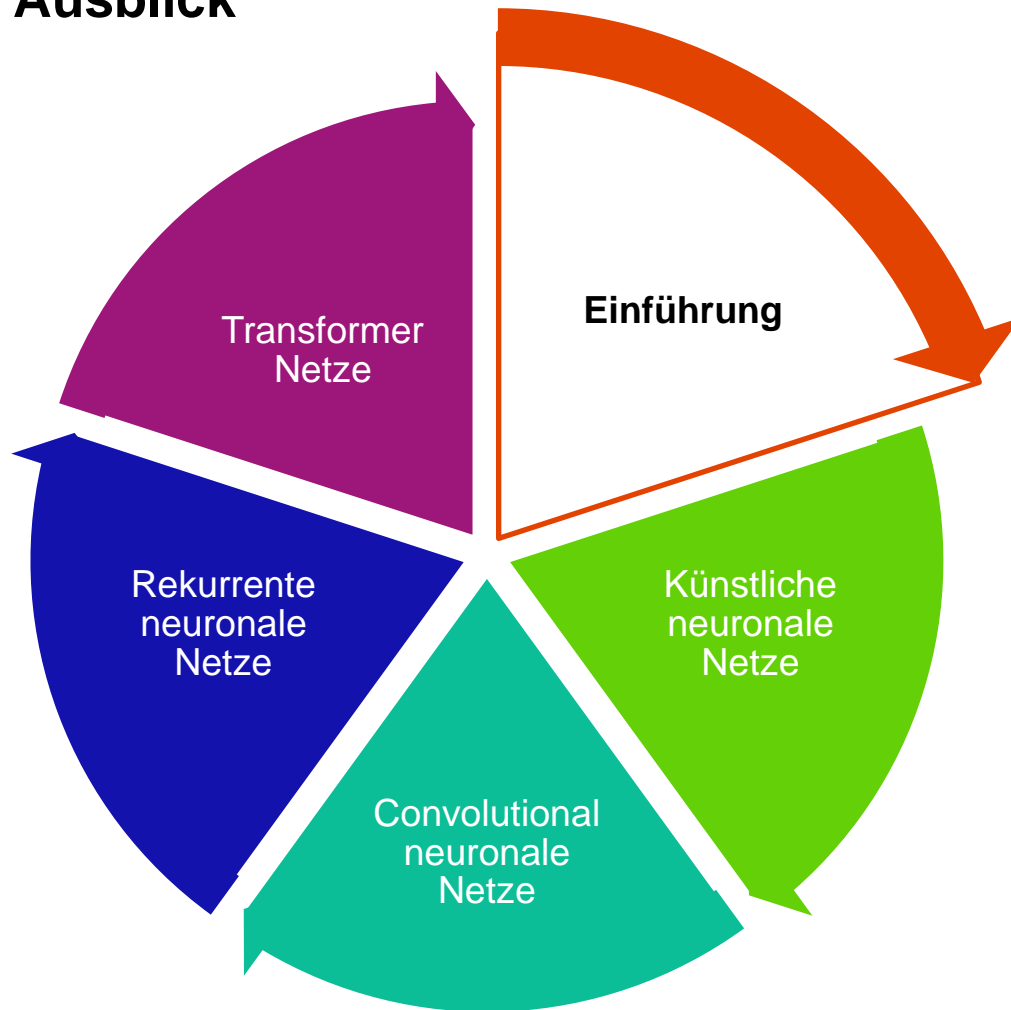 Ausblick
Einführung
Künstliche
neuronale
Netze
Convolutional
neuronale
Netze
Rekurrente
neuronale
Netze
Transformer
Netze